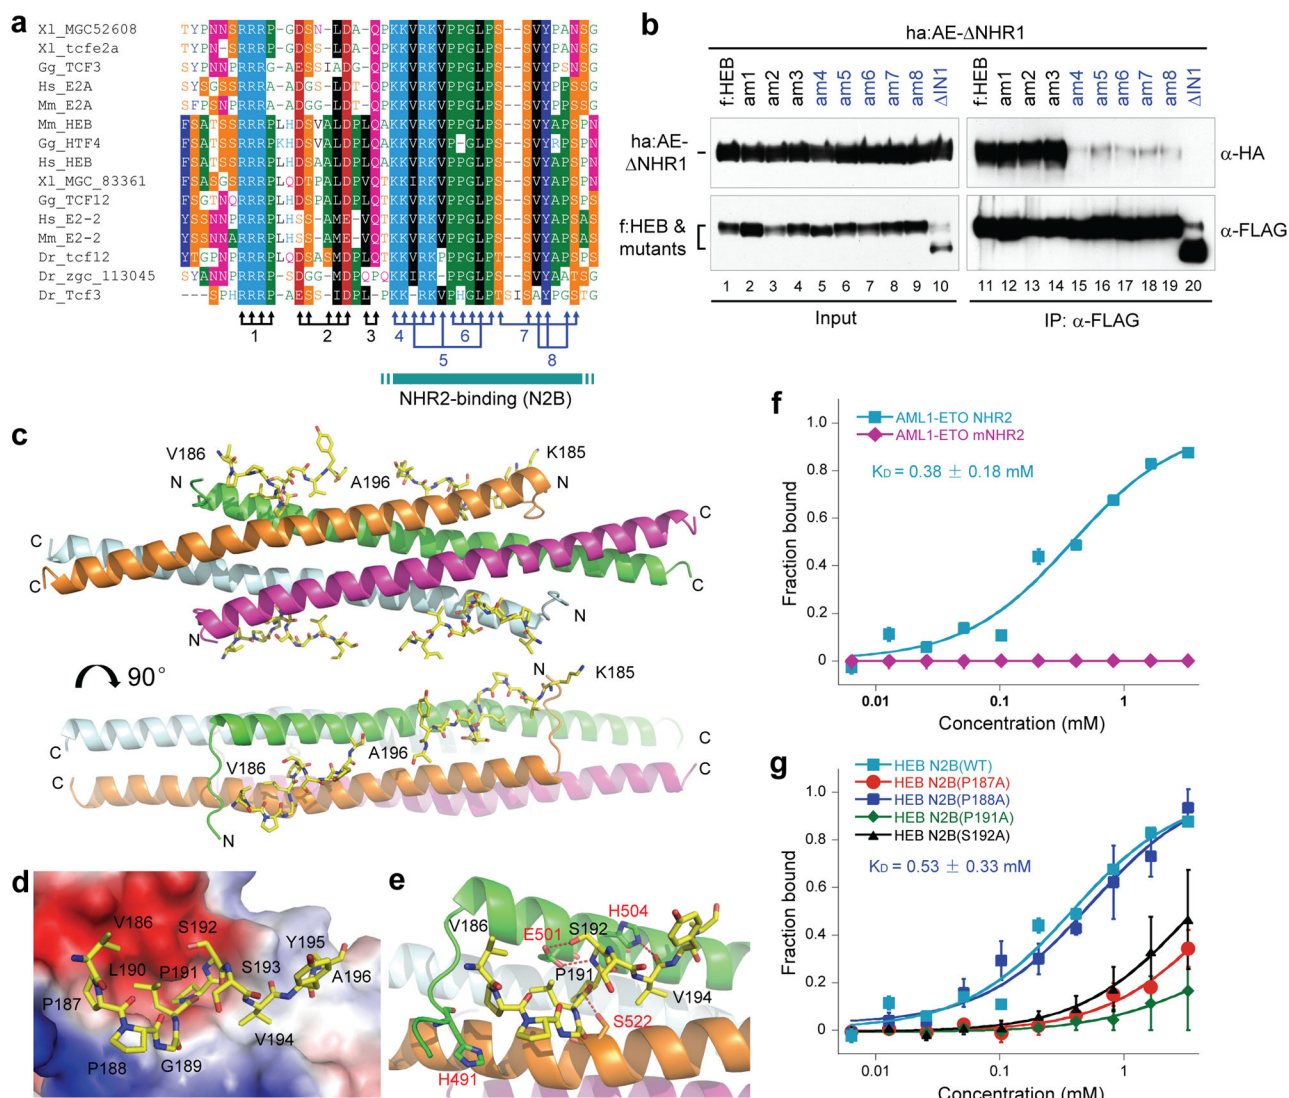 a
Xl_MGC52608
Xl_tcfe2a
Gg_TCF3
Hs_E2A
Mm_E2A
Mm_HEB
Gg_HTF4
Hs_HEB
Xl_MGC_83361
Gg_TCF12
Hs_E2-2
Mm_E2-2
Dr_tcf12
Dr_zgc_113045
Dr_Tcf3
1 2 3 4 5 6 7 8
NHR2-binding (N2B)
b
ha:AE-ΔNHR1
f:HEB am1 am2 am3 am4 am5 am6 am7 am8 ΔIN1
f:HEB am1 am2 am3 am4 am5 am6 am7 am8 ΔIN1
ha:AE-
ΔNHR1
α-HA
f:HEB &
mutants
α-FLAG
1 2 3 4 5 6 7 8 9 10
11 12 13 14 15 16 17 18 19 20
Input
IP: α-FLAG
c
V186
K185
A196
N
N
C
C
C
C
N
N
90°
N
K185
C
C
A196
V186
C
C
N
d
V186
S192
Y195
L190
P191
S193
A196
P187
V194
P188
G189
e
V186
H504
E501
S192
P191
V194
S522
H491
f
AML1-ETO NHR2
AML1-ETO mNHR2
KD = 0.38 ± 0.18 mM
Fraction bound
1.0
0.8
0.6
0.4
0.2
0
0.01 0.1 1
Concentration (mM)
g
HEB N2B(WT)
HEB N2B(P187A)
HEB N2B(P188A)
HEB N2B(P191A)
HEB N2B(S192A)
KD = 0.53 ± 0.33 mM
Fraction bound
1.0
0.8
0.6
0.4
0.2
0
0.01 0.1 1
Concentration (mM)